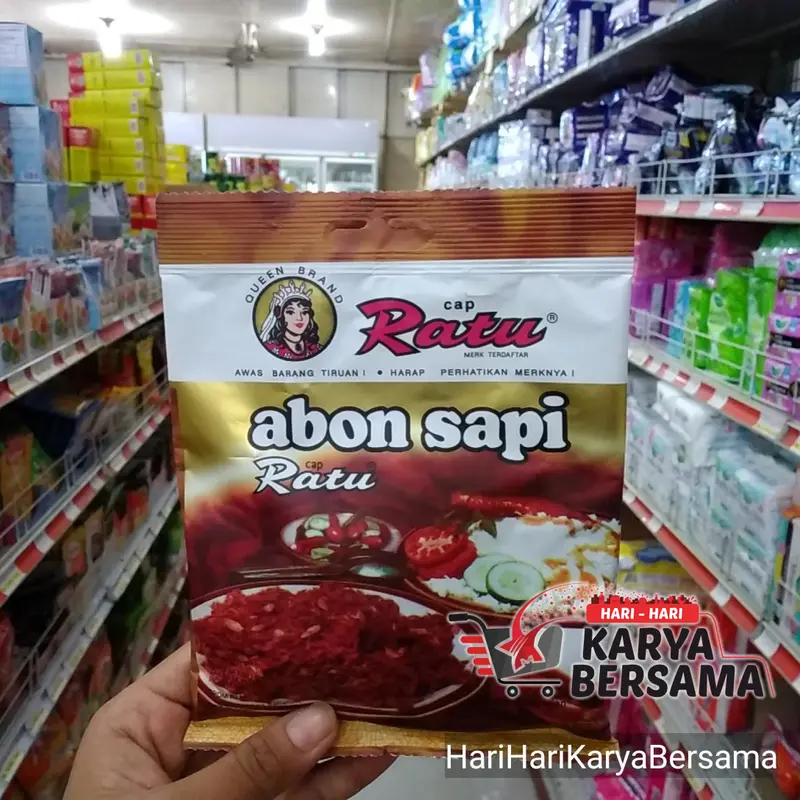 QUEEN BRAND
cap
Ratu®
MERK TERDAFTAR
AWAS BARANG TIRUAN ! • HARAP PERHATIKAN MERKNYA !
abon sapi
cap
Ratu®
HARI - HARI
KARYA
BERSAMA
HariHariKaryaBersama